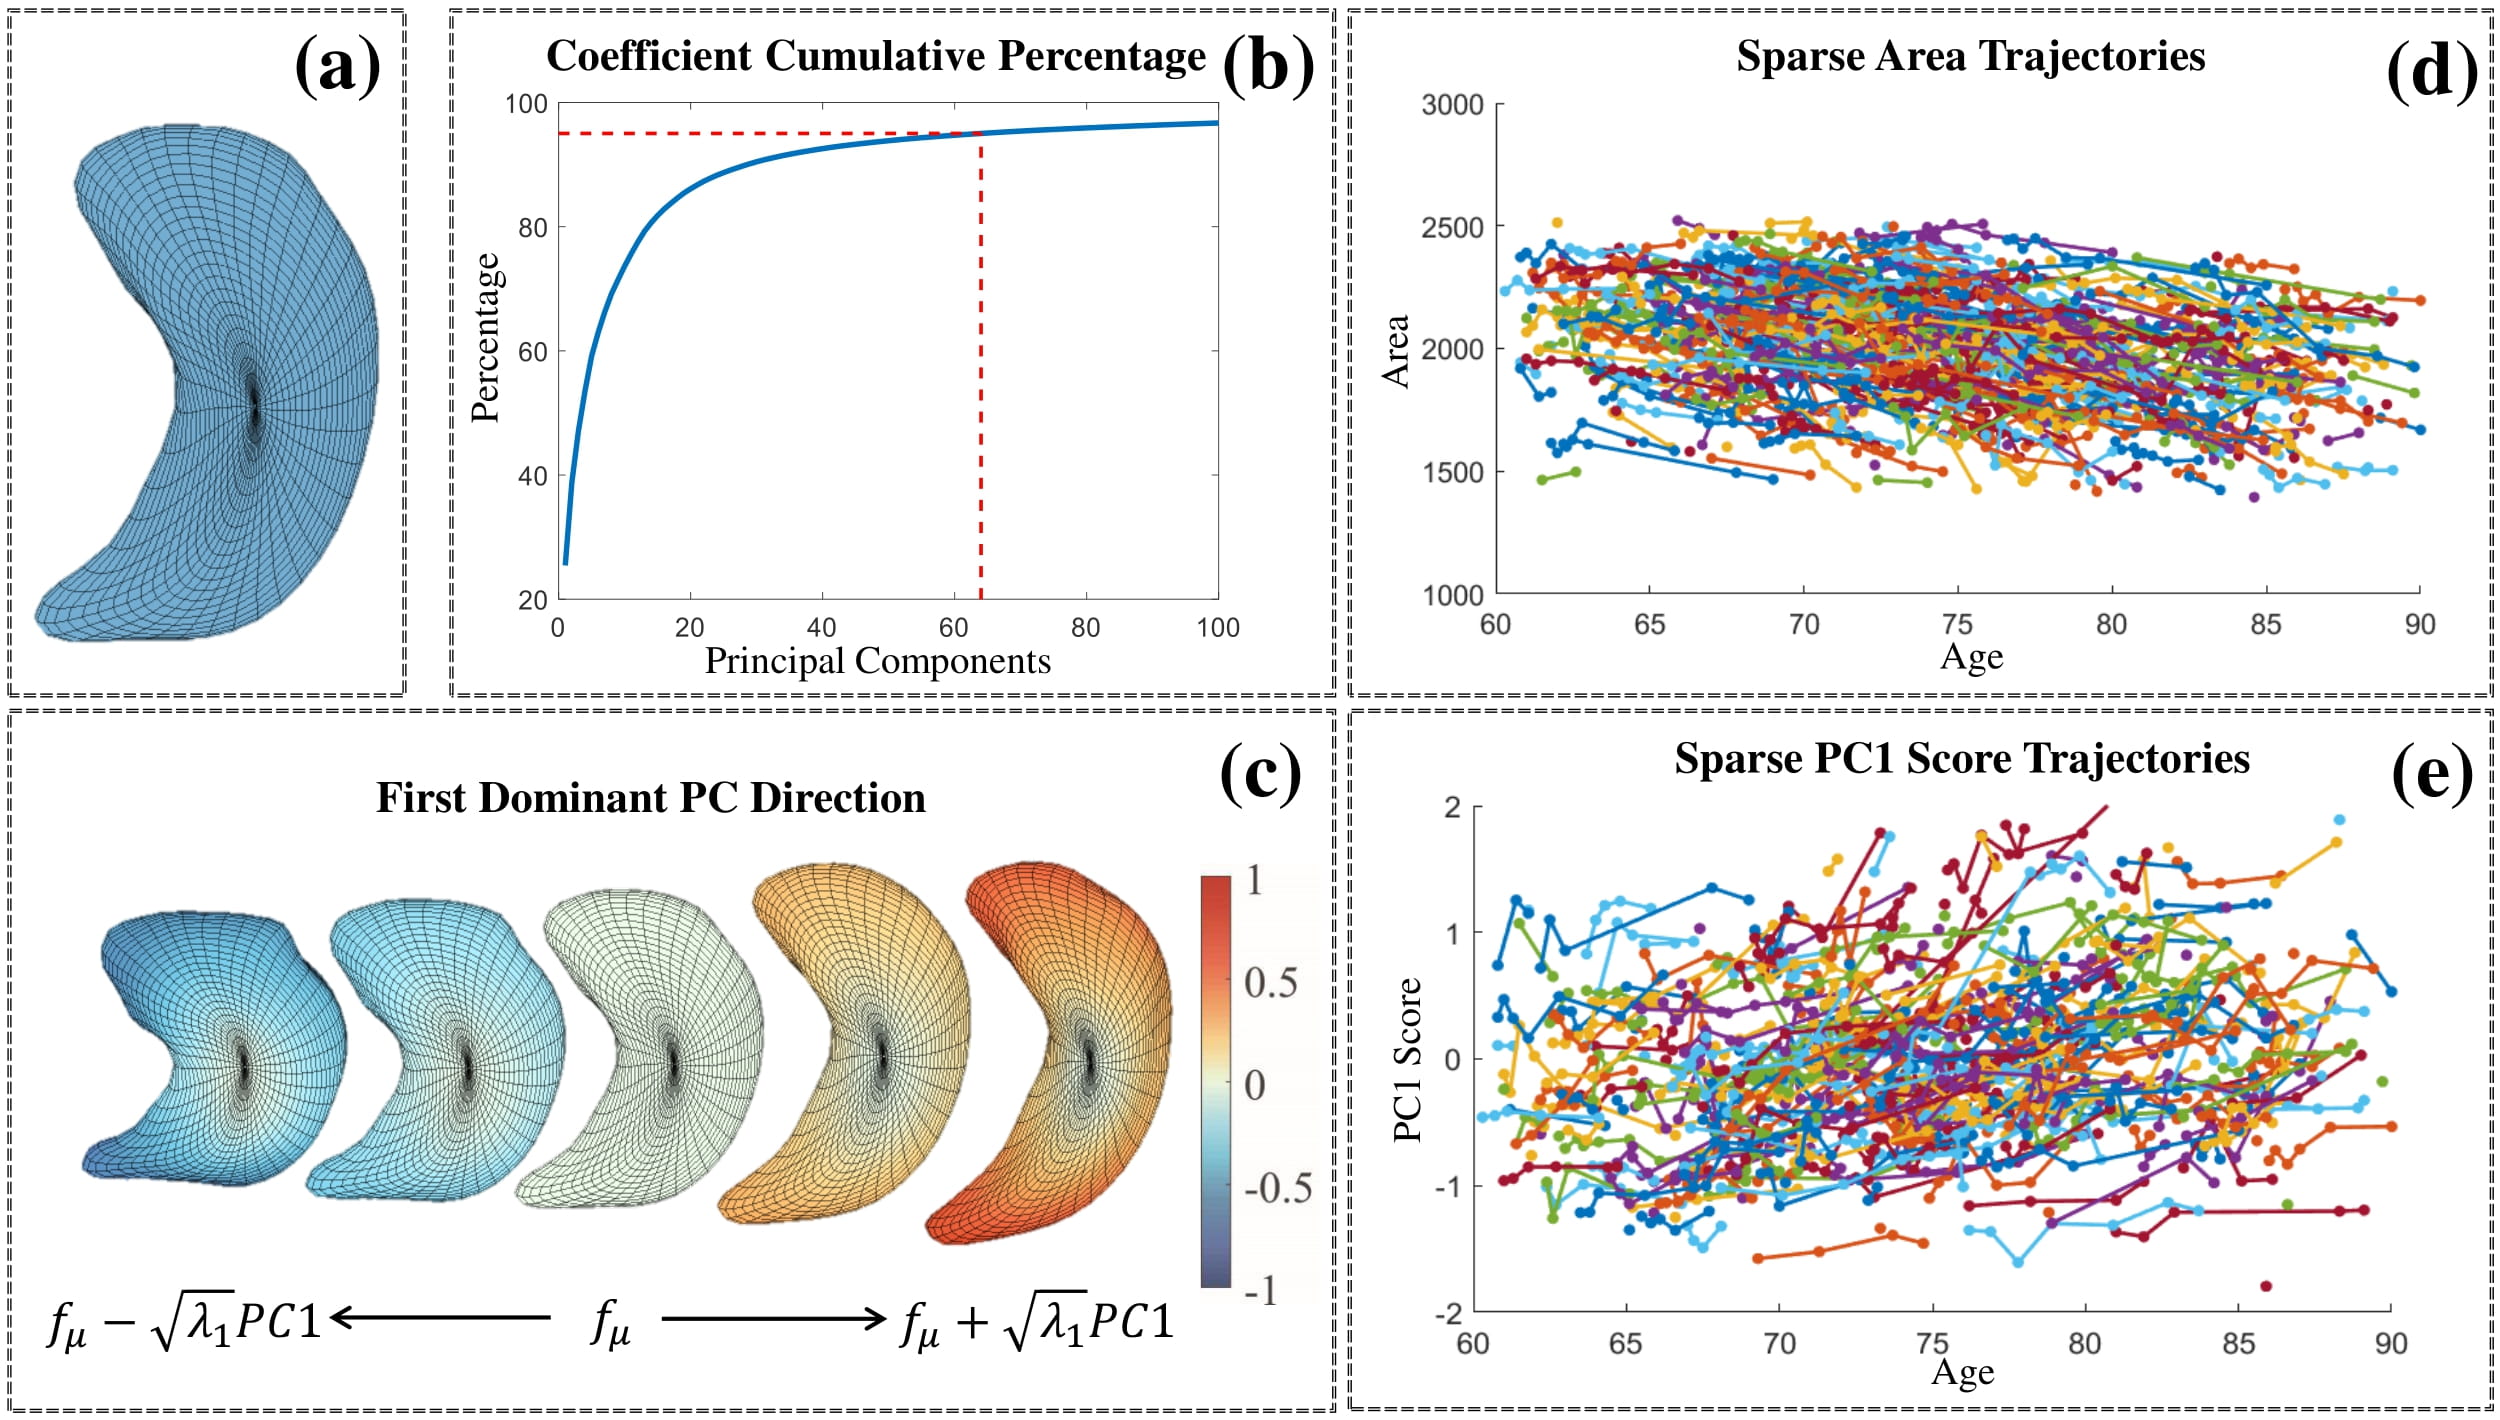 (a)
Coefficient Cumulative Percentage
(b)
100
80
60
40
20
Percentage
0 20 40 60 80 100
Principal Components
Sparse Area Trajectories
(d)
3000
2500
2000
1500
1000
Area
60 65 70 75 80 85 90
Age
First Dominant PC Direction
(c)
1
0.5
0
-0.5
-1
f_μ − √λ₁PC1 ← f_μ → f_μ + √λ₁PC1
Sparse PC1 Score Trajectories
(e)
2
1
0
-1
-2
PC1 Score
60 65 70 75 80 85 90
Age